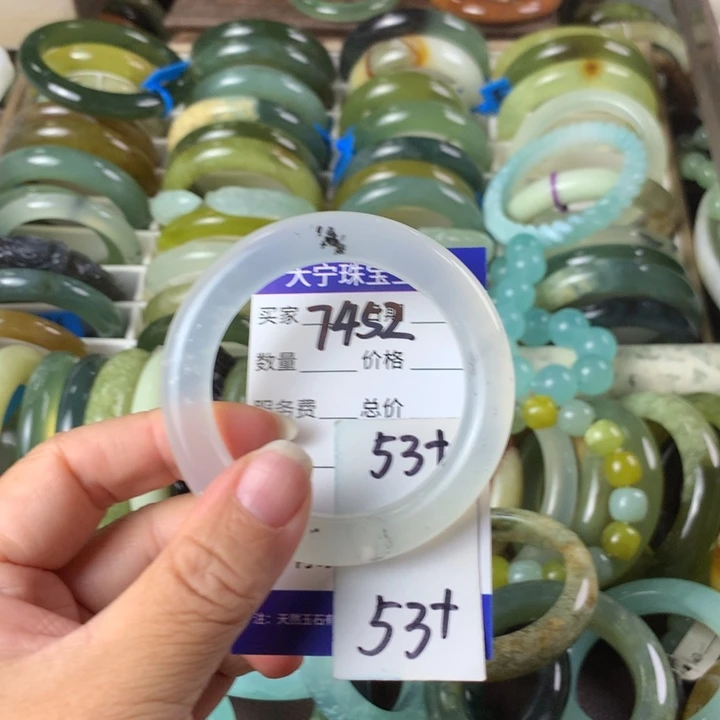 大宁珠宝
买家 7452
数量 价格
服务费 总价
53+
53+
注：天然玉石